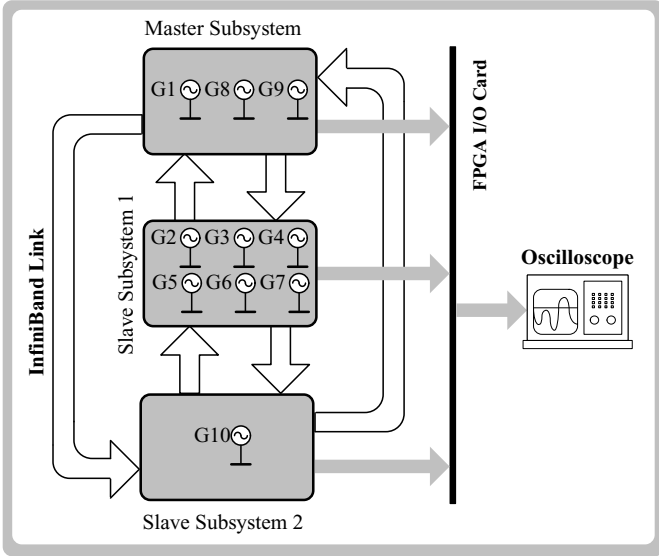 Master Subsystem
G1 G8 G9
InfiniBand Link
FPGA I/O Card
Slave Subsystem 1
G2 G3 G4
G5 G6 G7
Oscilloscope
G10
Slave Subsystem 2